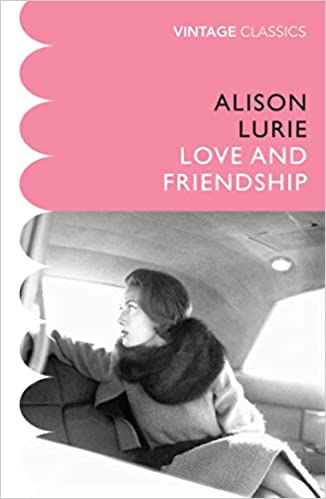 VINTAGE CLASSICS
ALISON
LURIE
LOVE AND
FRIENDSHIP